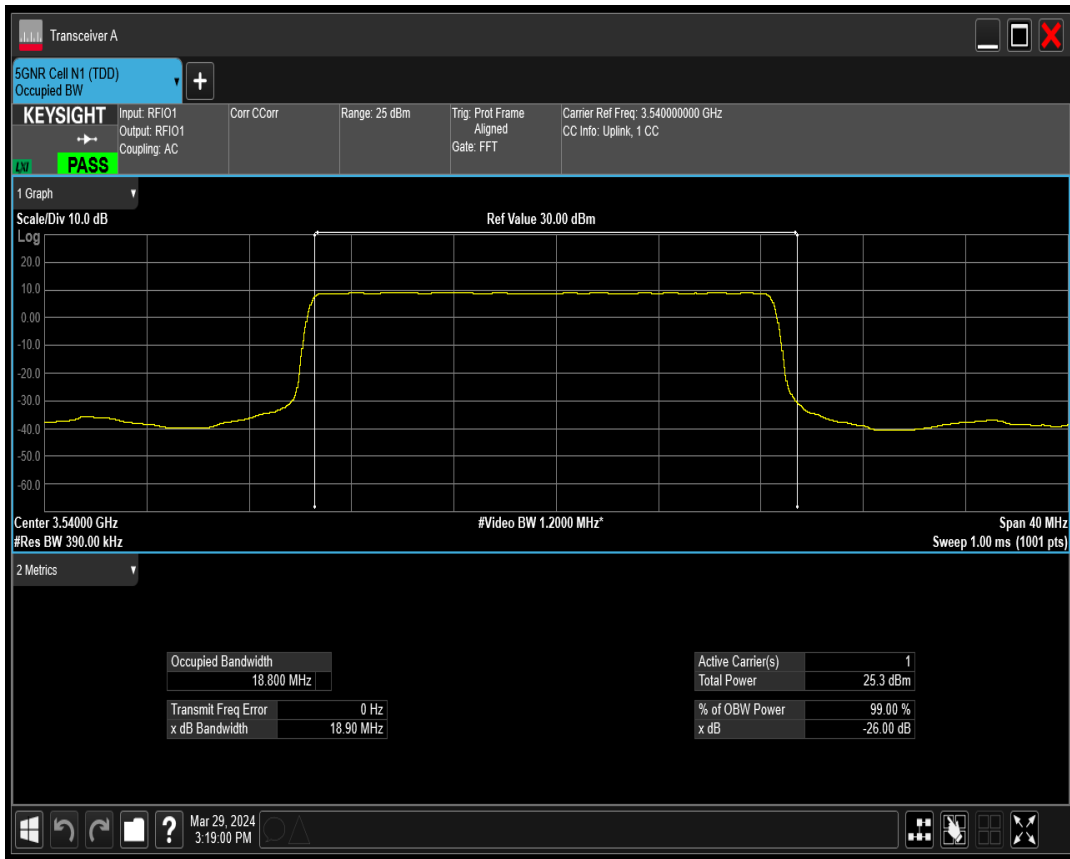 Transceiver A
5GNR Cell N1 (TDD)
Occupied BW
+
KEYSIGHT
LXI
PASS
Input: RFIO1
Output: RFIO1
Coupling: AC
Corr CCorr
Range: 25 dBm
Trig: Prot Frame
Aligned
Gate: FFT
Carrier Ref Freq: 3.540000000 GHz
CC Info: Uplink, 1 CC
1 Graph
Scale/Div 10.0 dB
Ref Value 30.00 dBm
Log
20.0
10.0
0.00
-10.0
-20.0
-30.0
-40.0
-50.0
-60.0
Center 3.54000 GHz
#Video BW 1.2000 MHz*
Span 40 MHz
#Res BW 390.00 kHz
Sweep 1.00 ms (1001 pts)
2 Metrics
Occupied Bandwidth
18.800 MHz
Transmit Freq Error 0 Hz
x dB Bandwidth 18.90 MHz
Active Carrier(s) 1
Total Power 25.3 dBm
% of OBW Power 99.00 %
x dB -26.00 dB
?
Mar 29, 2024
3:19:00 PM